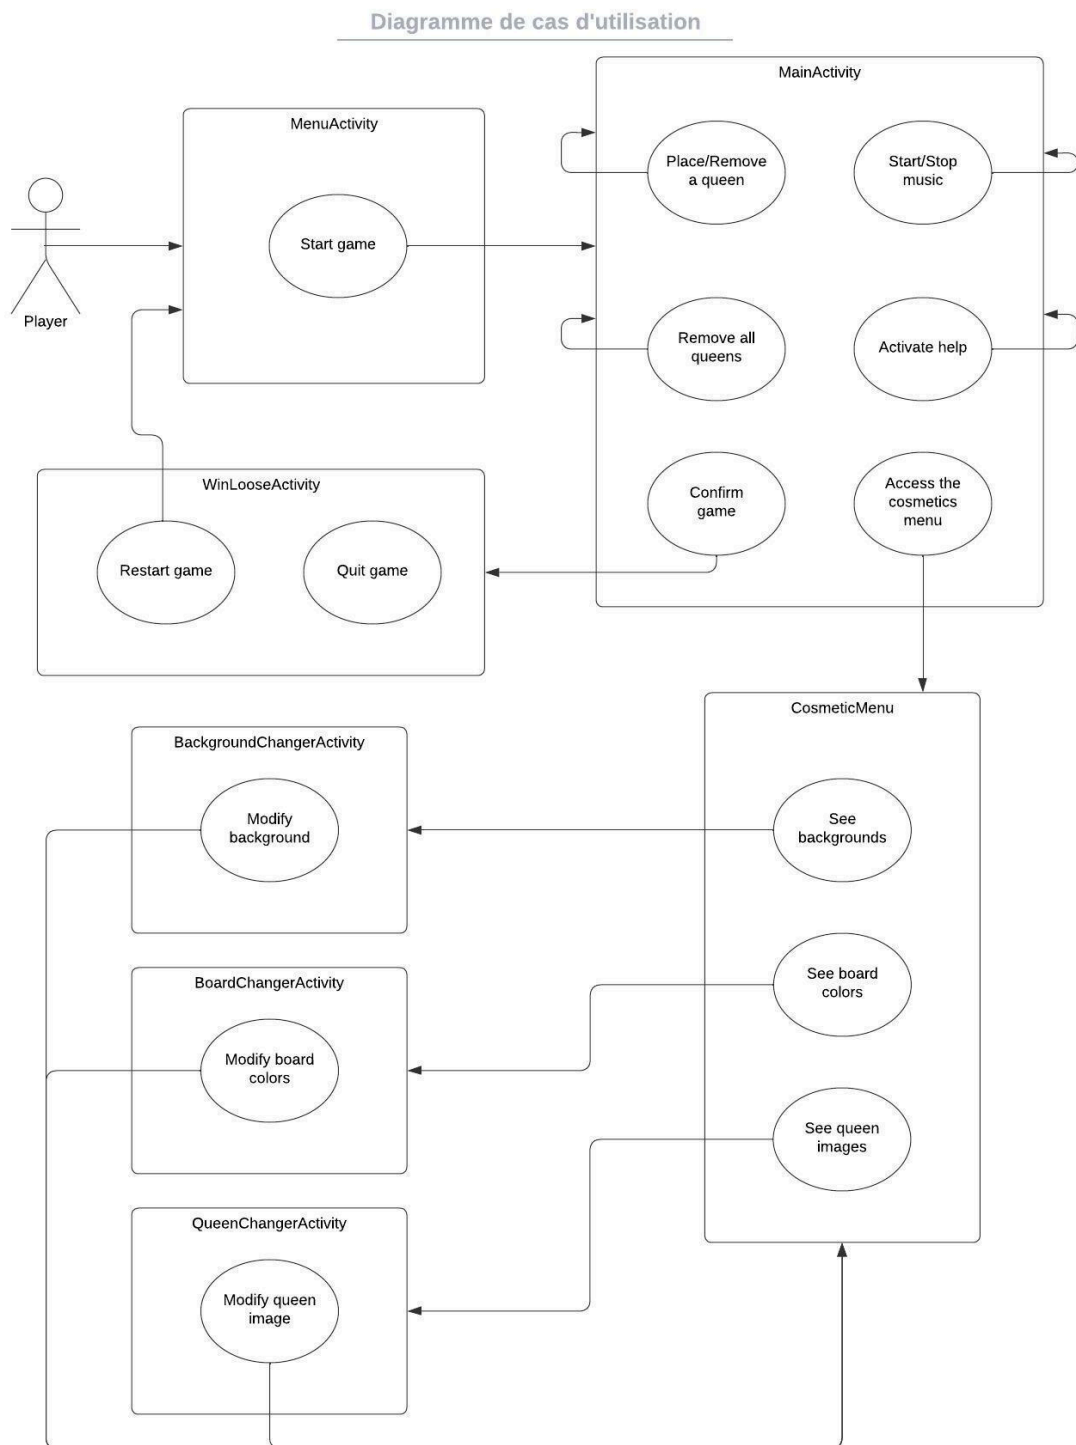 Diagramme de cas d'utilisation
MainActivity
MenuActivity
Place/Remove
a queen
Start/Stop
music
Start game
Player
Remove all
queens
Activate help
WinLooseActivity
Confirm
game
Access the
cosmetics
menu
Restart game
Quit game
CosmeticMenu
BackgroundChangerActivity
Modify
background
See
backgrounds
BoardChangerActivity
See board
colors
Modify board
colors
See queen
images
QueenChangerActivity
Modify queen
image